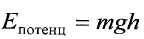 Eпотенц = mgh